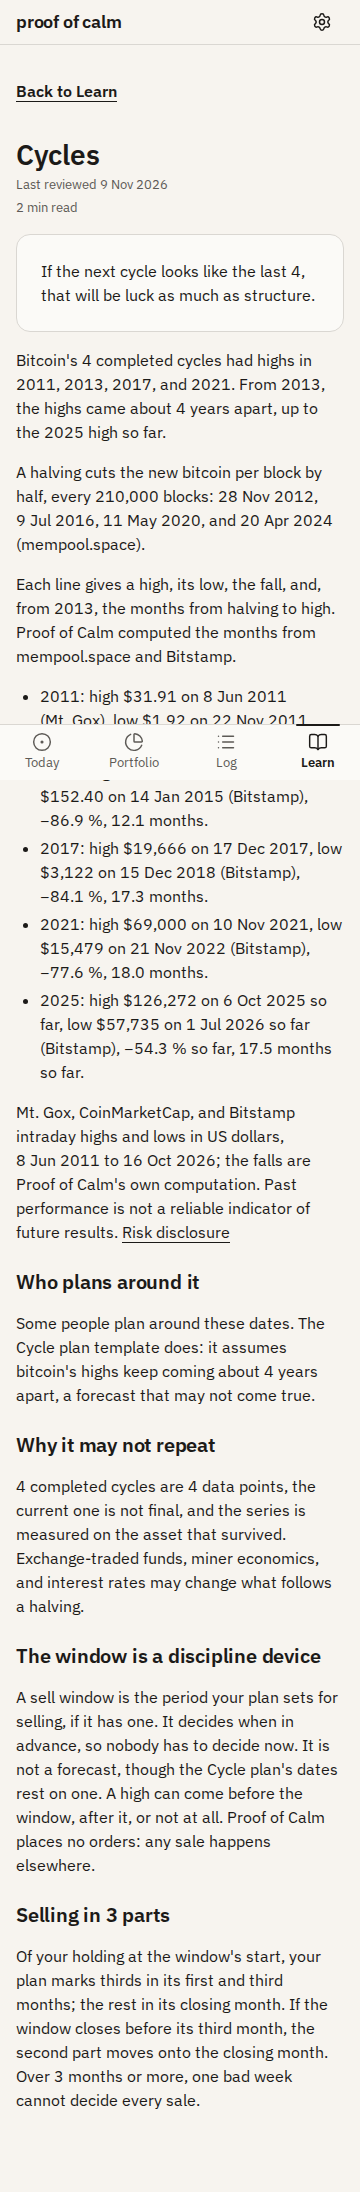 proof of calm
Back to Learn
Cycles
Last reviewed 9 Nov 2026
2 min read
If the next cycle looks like the last 4,
that will be luck as much as structure.
Bitcoin's 4 completed cycles had highs in
2011, 2013, 2017, and 2021. From 2013,
the highs came about 4 years apart, up to
the 2025 high so far.
A halving cuts the new bitcoin per block by
half, every 210,000 blocks: 28 Nov 2012,
9 Jul 2016, 11 May 2020, and 20 Apr 2024
(mempool.space).
Each line gives a high, its low, the fall, and,
from 2013, the months from halving to high.
Proof of Calm computed the months from
mempool.space and Bitstamp.
• 2011: high $31.91 on 8 Jun 2011
(Mt. Gox), low $1.92 on 22 Nov 2011
Today
Portfolio
Log
Learn
$152.40 on 14 Jan 2015 (Bitstamp),
−86.9 %, 12.1 months.
• 2017: high $19,666 on 17 Dec 2017, low
$3,122 on 15 Dec 2018 (Bitstamp),
−84.1 %, 17.3 months.
• 2021: high $69,000 on 10 Nov 2021, low
$15,479 on 21 Nov 2022 (Bitstamp),
−77.6 %, 18.0 months.
• 2025: high $126,272 on 6 Oct 2025 so
far, low $57,735 on 1 Jul 2026 so far
(Bitstamp), −54.3 % so far, 17.5 months
so far.
Mt. Gox, CoinMarketCap, and Bitstamp
intraday highs and lows in US dollars,
8 Jun 2011 to 16 Oct 2026; the falls are
Proof of Calm's own computation. Past
performance is not a reliable indicator of
future results. Risk disclosure
Who plans around it
Some people plan around these dates. The
Cycle plan template does: it assumes
bitcoin's highs keep coming about 4 years
apart, a forecast that may not come true.
Why it may not repeat
4 completed cycles are 4 data points, the
current one is not final, and the series is
measured on the asset that survived.
Exchange-traded funds, miner economics,
and interest rates may change what follows
a halving.
The window is a discipline device
A sell window is the period your plan sets for
selling, if it has one. It decides when in
advance, so nobody has to decide now. It is
not a forecast, though the Cycle plan's dates
rest on one. A high can come before the
window, after it, or not at all. Proof of Calm
places no orders: any sale happens
elsewhere.
Selling in 3 parts
Of your holding at the window's start, your
plan marks thirds in its first and third
months; the rest in its closing month. If the
window closes before its third month, the
second part moves onto the closing month.
Over 3 months or more, one bad week
cannot decide every sale.